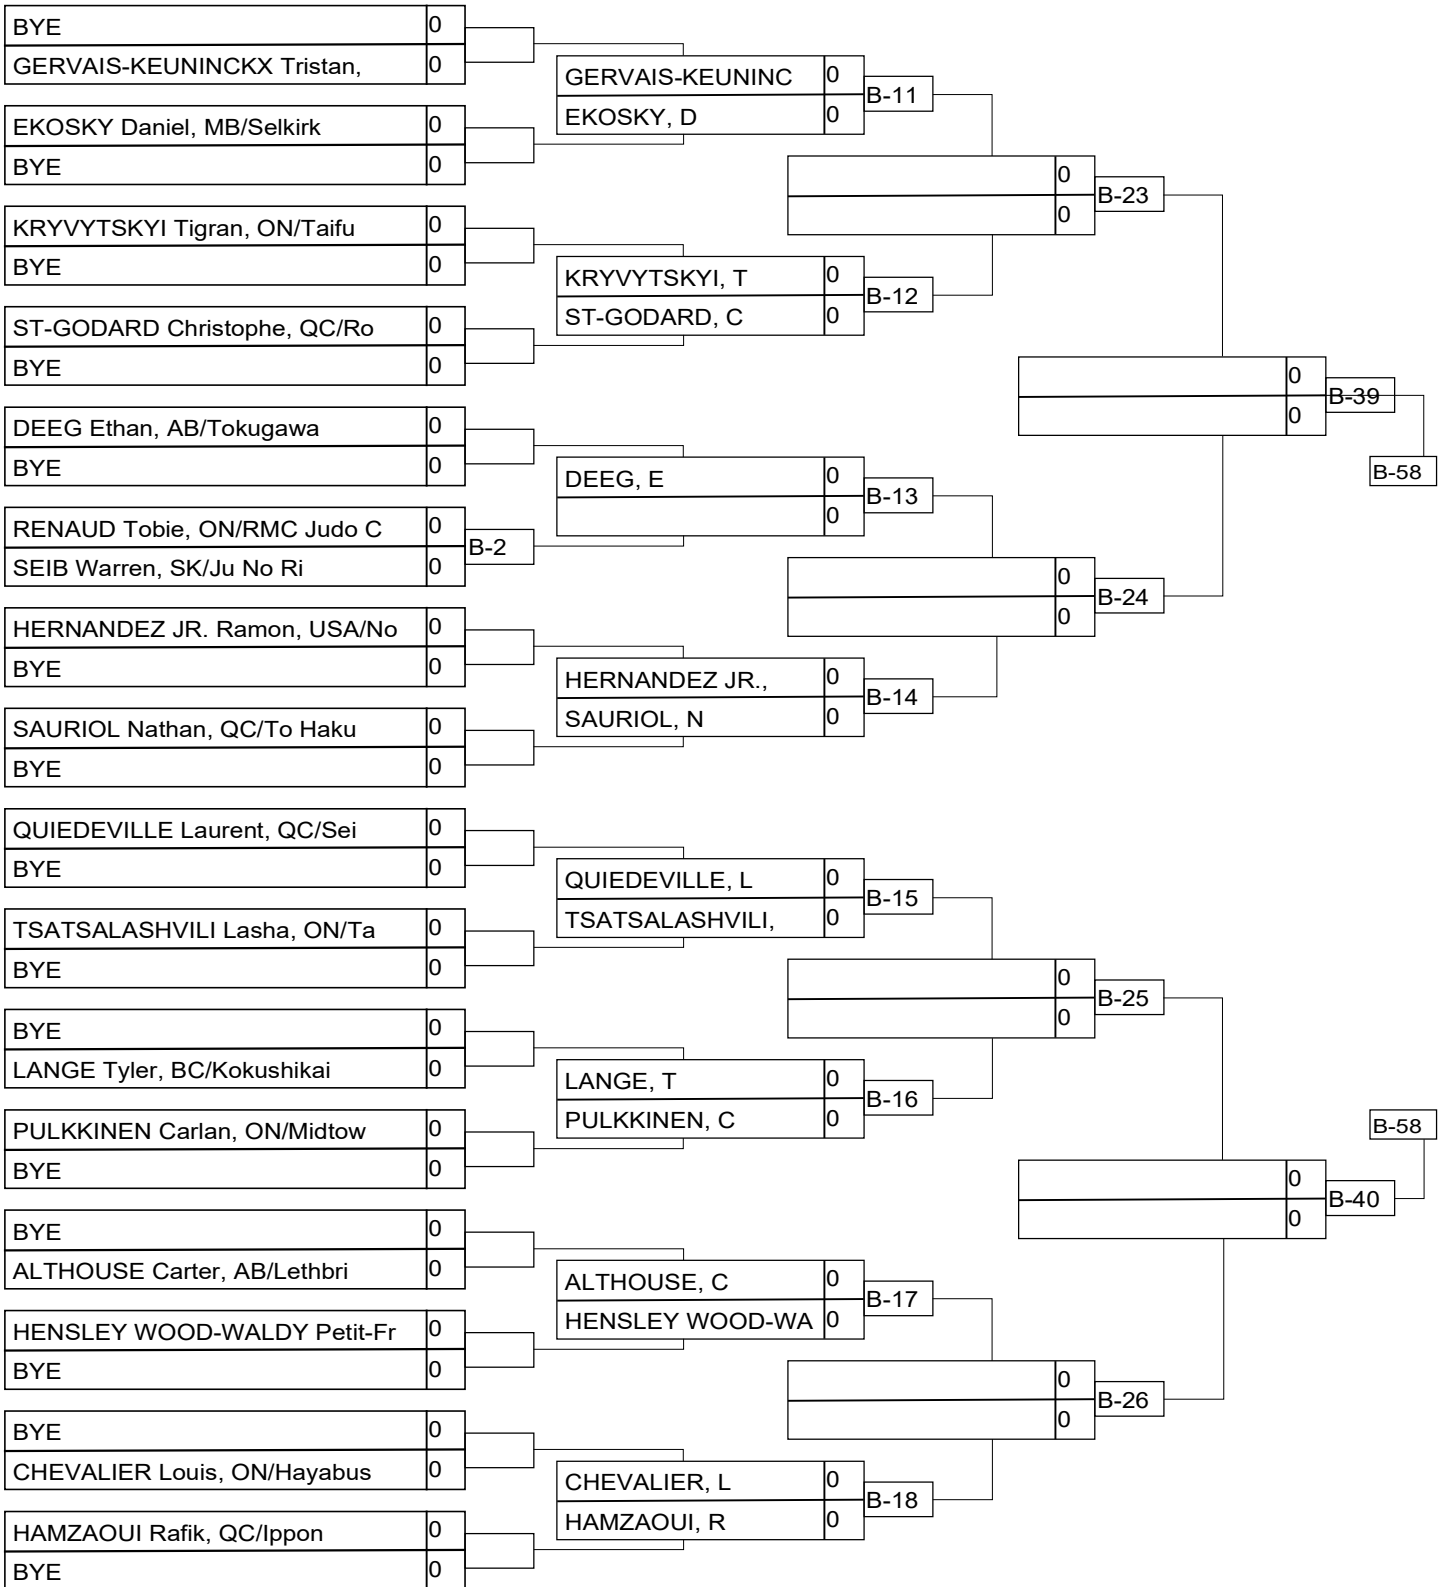 BYE 0
GERVAIS-KEUNINCKX Tristan, 0
EKOSKY Daniel, MB/Selkirk 0
BYE 0
KRYVYTSKYI Tigran, ON/Taifu 0
BYE 0
ST-GODARD Christophe, QC/Ro 0
BYE 0
DEEG Ethan, AB/Tokugawa 0
BYE 0
RENAUD Tobie, ON/RMC Judo C 0
SEIB Warren, SK/Ju No Ri 0
B-2
HERNANDEZ JR. Ramon, USA/No 0
BYE 0
SAURIOL Nathan, QC/To Haku 0
BYE 0
QUIEDEVILLE Laurent, QC/Sei 0
BYE 0
TSATSALASHVILI Lasha, ON/Ta 0
BYE 0
BYE 0
LANGE Tyler, BC/Kokushikai 0
PULKKINEN Carlan, ON/Midtow 0
BYE 0
BYE 0
ALTHOUSE Carter, AB/Lethbri 0
HENSLEY WOOD-WALDY Petit-Fr 0
BYE 0
BYE 0
CHEVALIER Louis, ON/Hayabus 0
HAMZAOUI Rafik, QC/Ippon 0
BYE 0
GERVAIS-KEUNINC 0
EKOSKY, D 0
B-11
KRYVYTSKYI, T 0
ST-GODARD, C 0
B-12
DEEG, E 0
0
B-13
HERNANDEZ JR., 0
SAURIOL, N 0
B-14
QUIEDEVILLE, L 0
TSATSALASHVILI, 0
B-15
LANGE, T 0
PULKKINEN, C 0
B-16
ALTHOUSE, C 0
HENSLEY WOOD-WA 0
B-17
CHEVALIER, L 0
HAMZAOUI, R 0
B-18
0
0
B-23
0
0
B-24
0
0
B-25
0
0
B-26
0
0
B-39
B-58
B-58
0
0
B-40